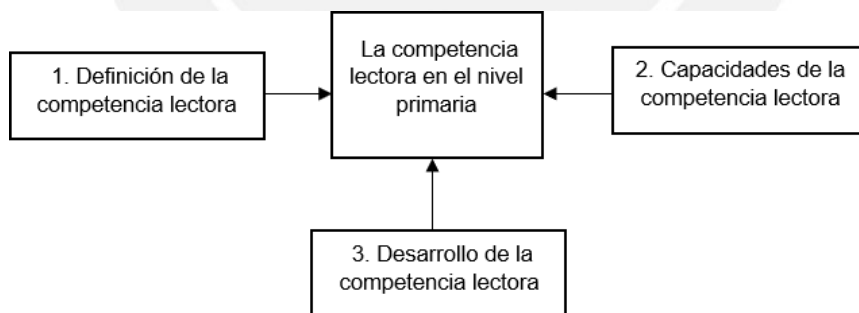 La competencia
lectora en el nivel
primaria
1. Definición de la
competencia lectora
2. Capacidades de la
competencia lectora
3. Desarrollo de la
competencia lectora